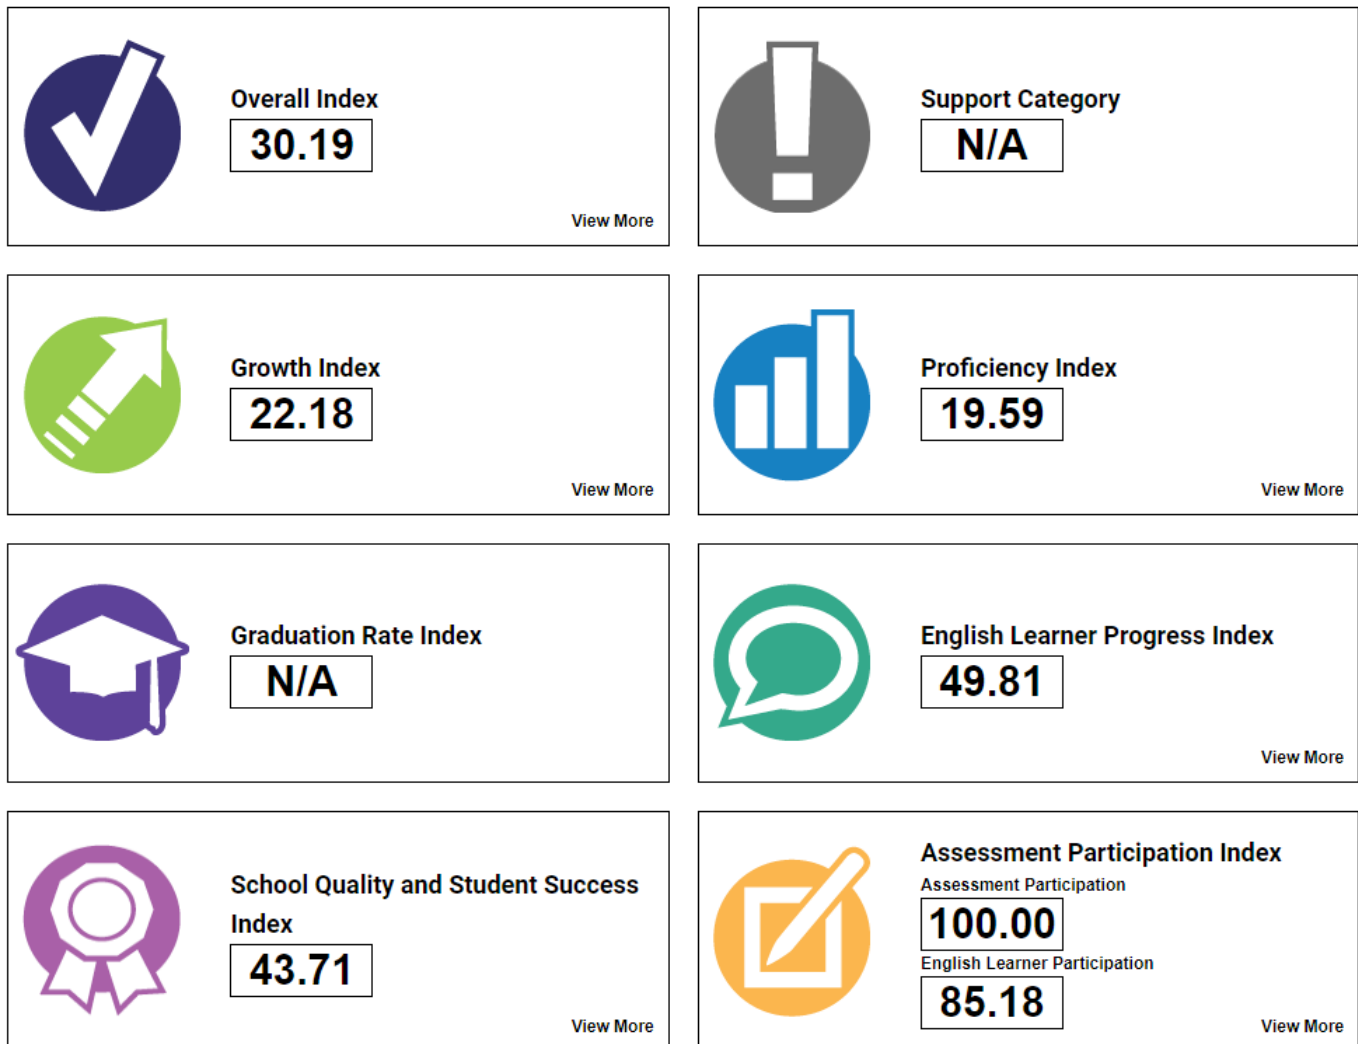 Overall Index
30.19
View More
Support Category
N/A
Growth Index
22.18
View More
Proficiency Index
19.59
View More
Graduation Rate Index
N/A
English Learner Progress Index
49.81
View More
School Quality and Student Success
Index
43.71
View More
Assessment Participation Index
Assessment Participation
100.00
English Learner Participation
85.18
View More